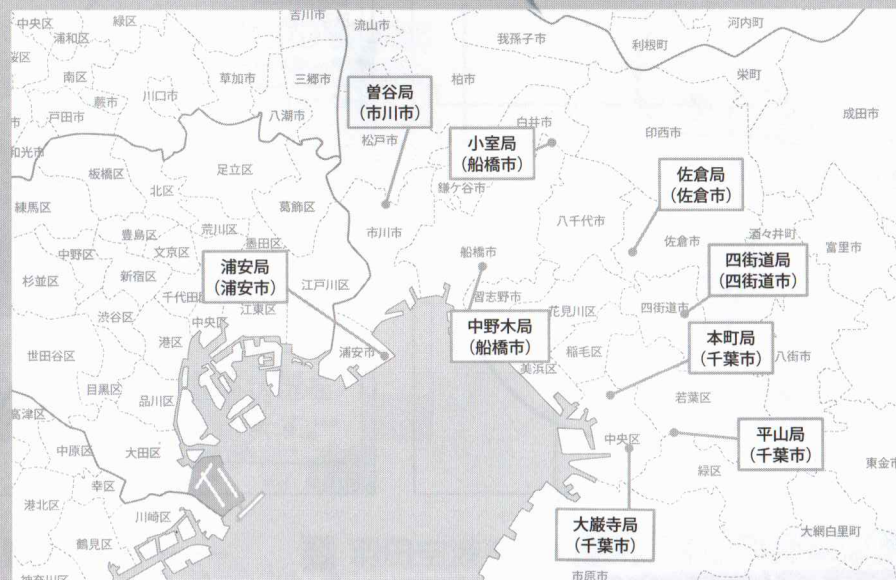 中央区
緑区
吉川市
流山市
河内町
浦和区
我孫子市
利根町
桜区
南区
草加市
三郷市
柏市
栄町
蕨市
川口市
曽谷局
（市川市）
戸田市
八潮市
白井市
成田市
松戸市
小室局
（船橋市）
印西市
和光市
板橋区
足立区
佐倉局
（佐倉市）
北区
鎌ケ谷市
練馬区
葛飾区
豊島区
荒川区
市川市
八千代市
墨田区
佐倉市
酒々井町
中野区
文京区
船橋市
富里市
浦安局
（浦安市）
四街道局
（四街道市）
杉並区
新宿区
江戸川区
千代田区
習志野市
江東区
花見川区
四街道市
渋谷区
中央区
中野木局
（船橋市）
本町局
（千葉市）
港区
世田谷区
浦安市
稲毛区
八街市
美浜区
目黒区
品川区
若葉区
高津区
平山局
（千葉市）
中原区
大田区
中央区
緑区
東金市
幸区
港北区
川崎区
大巌寺局
（千葉市）
鶴見区
大網白里町
神奈川区
市原市